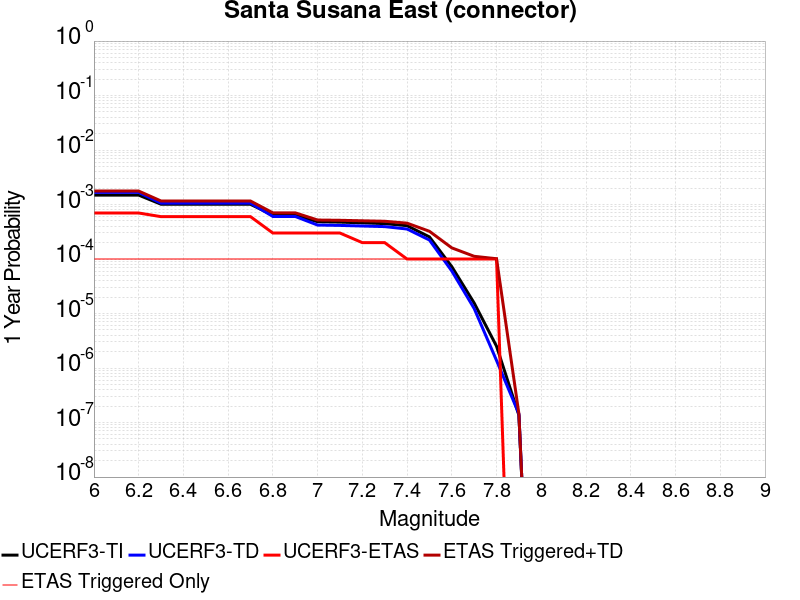 Santa Susana East (connector)
10^0
10^-1
10^-2
10^-3
10^-4
10^-5
10^-6
10^-7
10^-8
1 Year Probability
6 6.2 6.4 6.6 6.8 7 7.2 7.4 7.6 7.8 8 8.2 8.4 8.6 8.8 9
Magnitude
UCERF3-TI UCERF3-TD UCERF3-ETAS ETAS Triggered+TD
ETAS Triggered Only